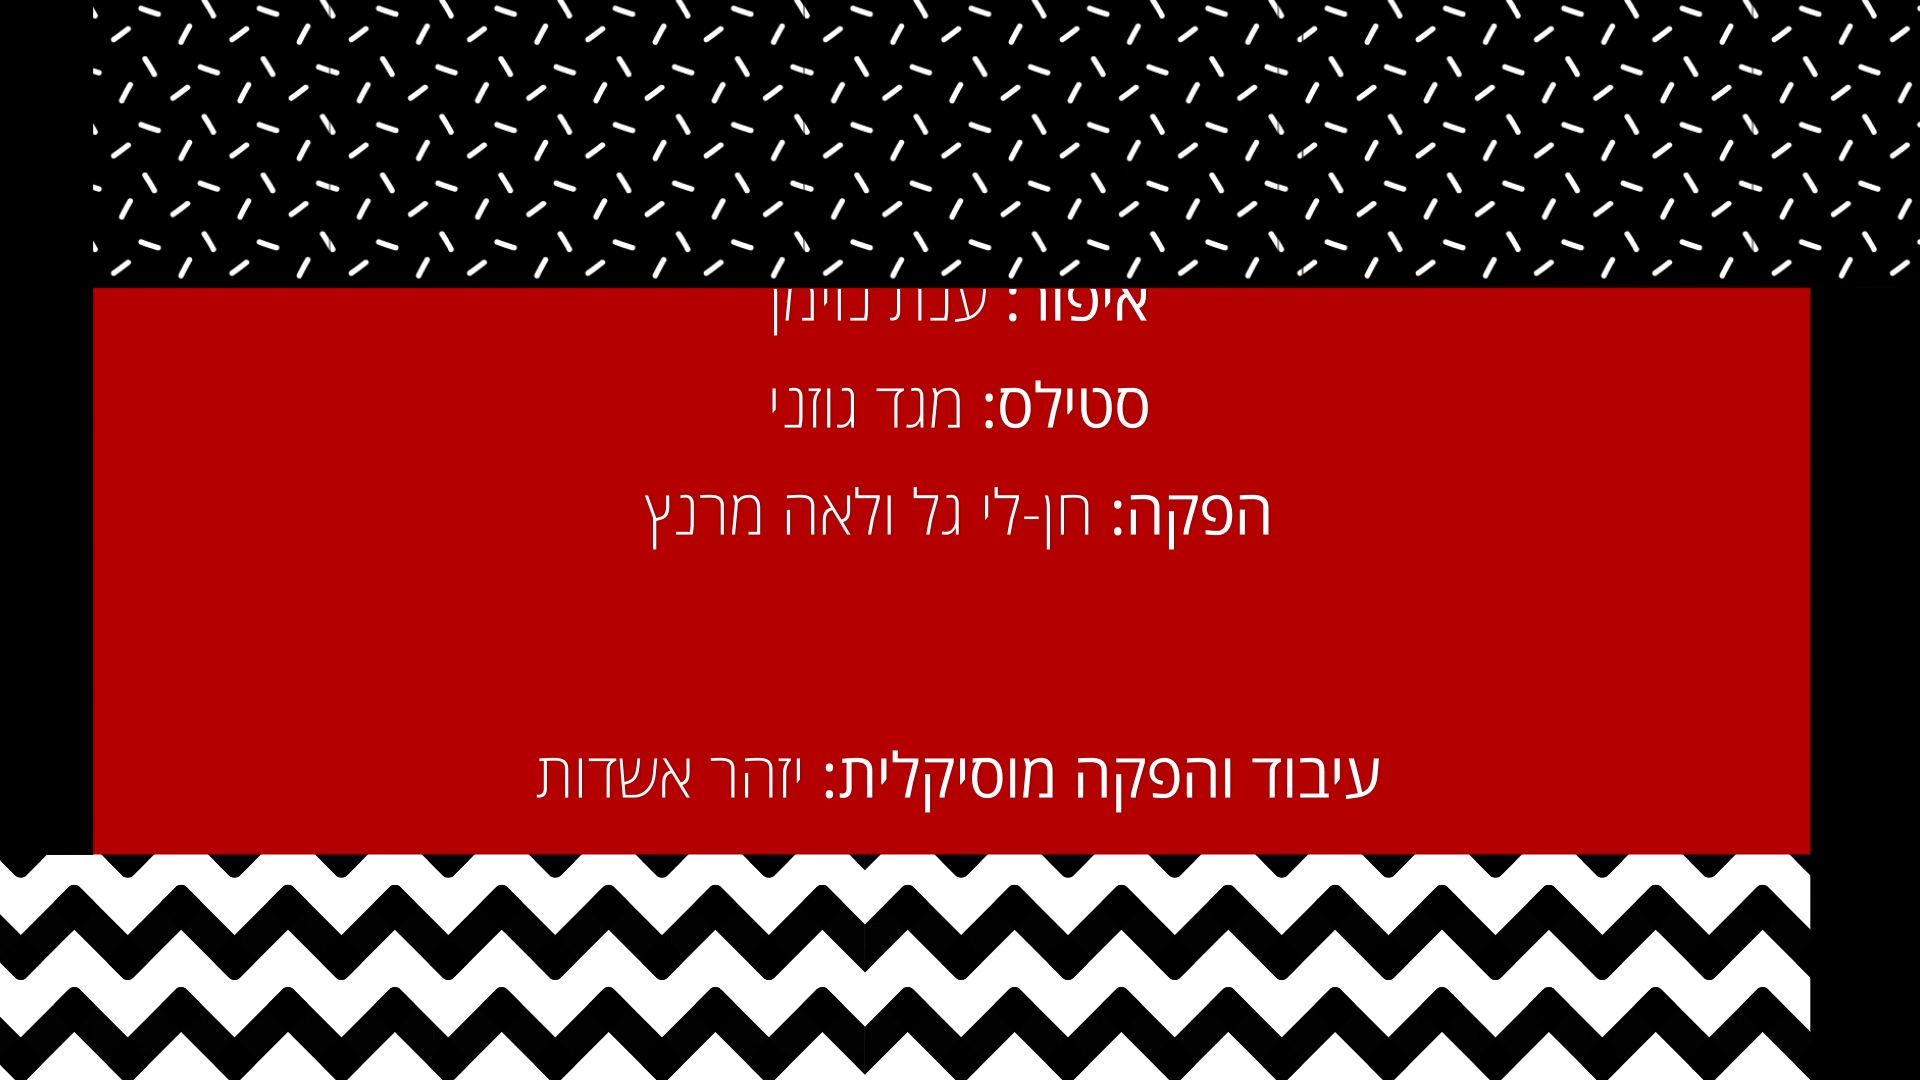 איפור: ענת נוימן
סטילס: מגד גוזני
הפקה: חן-לי גל ולאה מרנץ
עיבוד והפקה מוסיקלית: יזהר אשדות